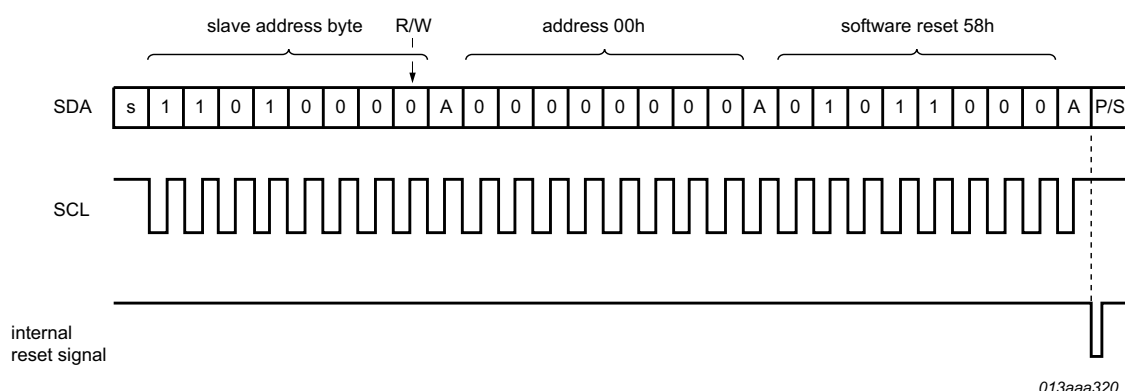 slave address byte R/W address 00h software reset 58h
SDA s 1 1 0 1 0 0 0 0 A 0 0 0 0 0 0 0 0 A 0 1 0 1 1 0 0 0 A P/S
SCL
internal
reset signal
013aaa320